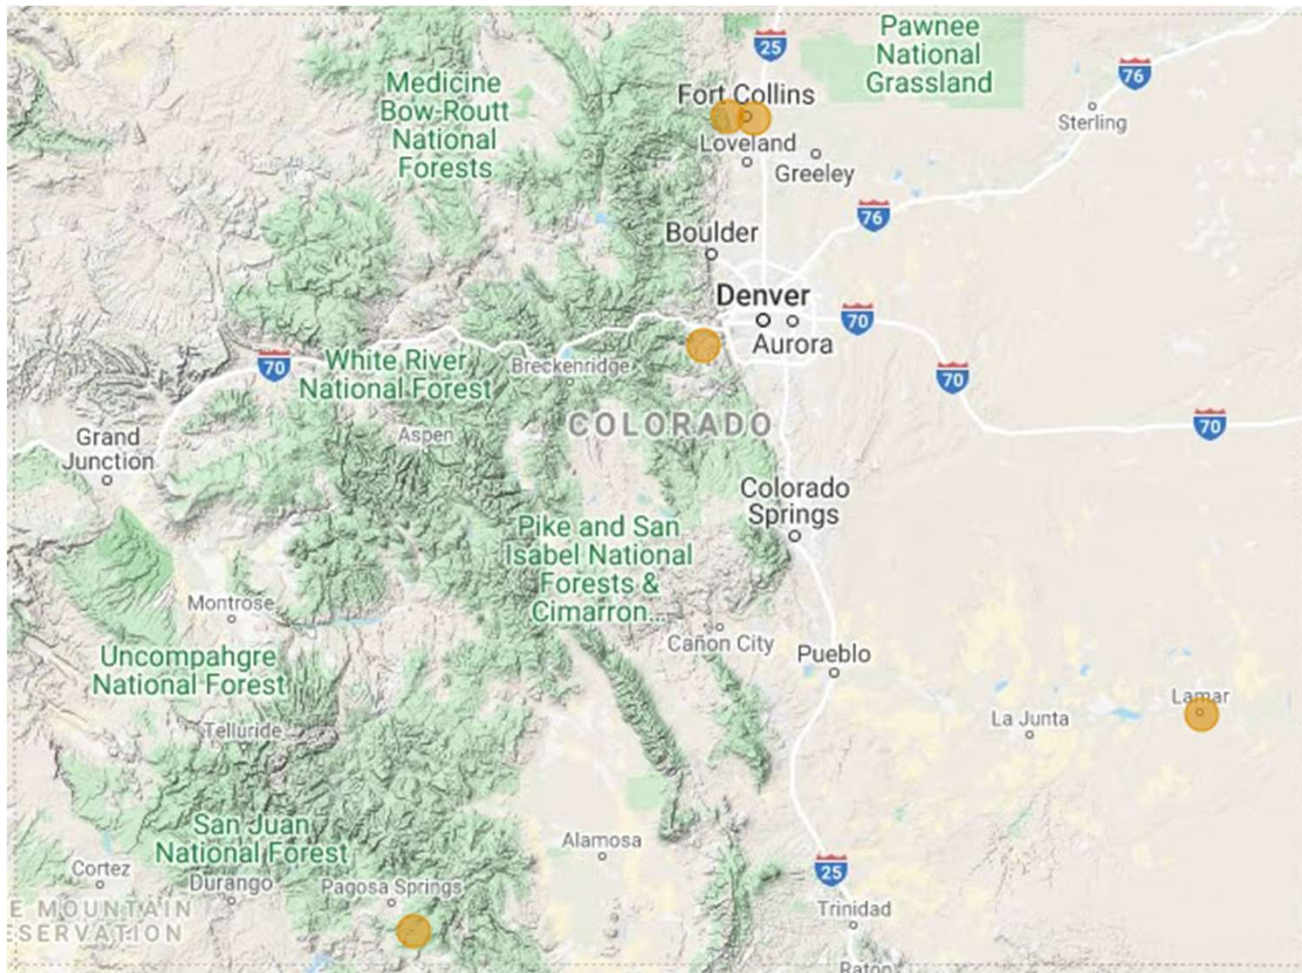 Pawnee
National
Grassland
25
76
Medicine
Bow-Routt
National
Forests
Fort Collins
Sterling
Loveland
Greeley
76
Boulder
Denver
70
Aurora
70
White River
National Forest
Breckenridge
70
COLORADO
70
Aspen
Grand
Junction
Colorado
Springs
Pike and San
Isabel National
Forests &
Cimarron...
Montrose
Cañon City
Pueblo
Uncompahgre
National Forest
Lamar
La Junta
Telluride
San Juan
National Forest
Alamosa
25
Cortez
Durango
Pagosa Springs
E MOUNTAIN
ESERVATION
Trinidad
Raton